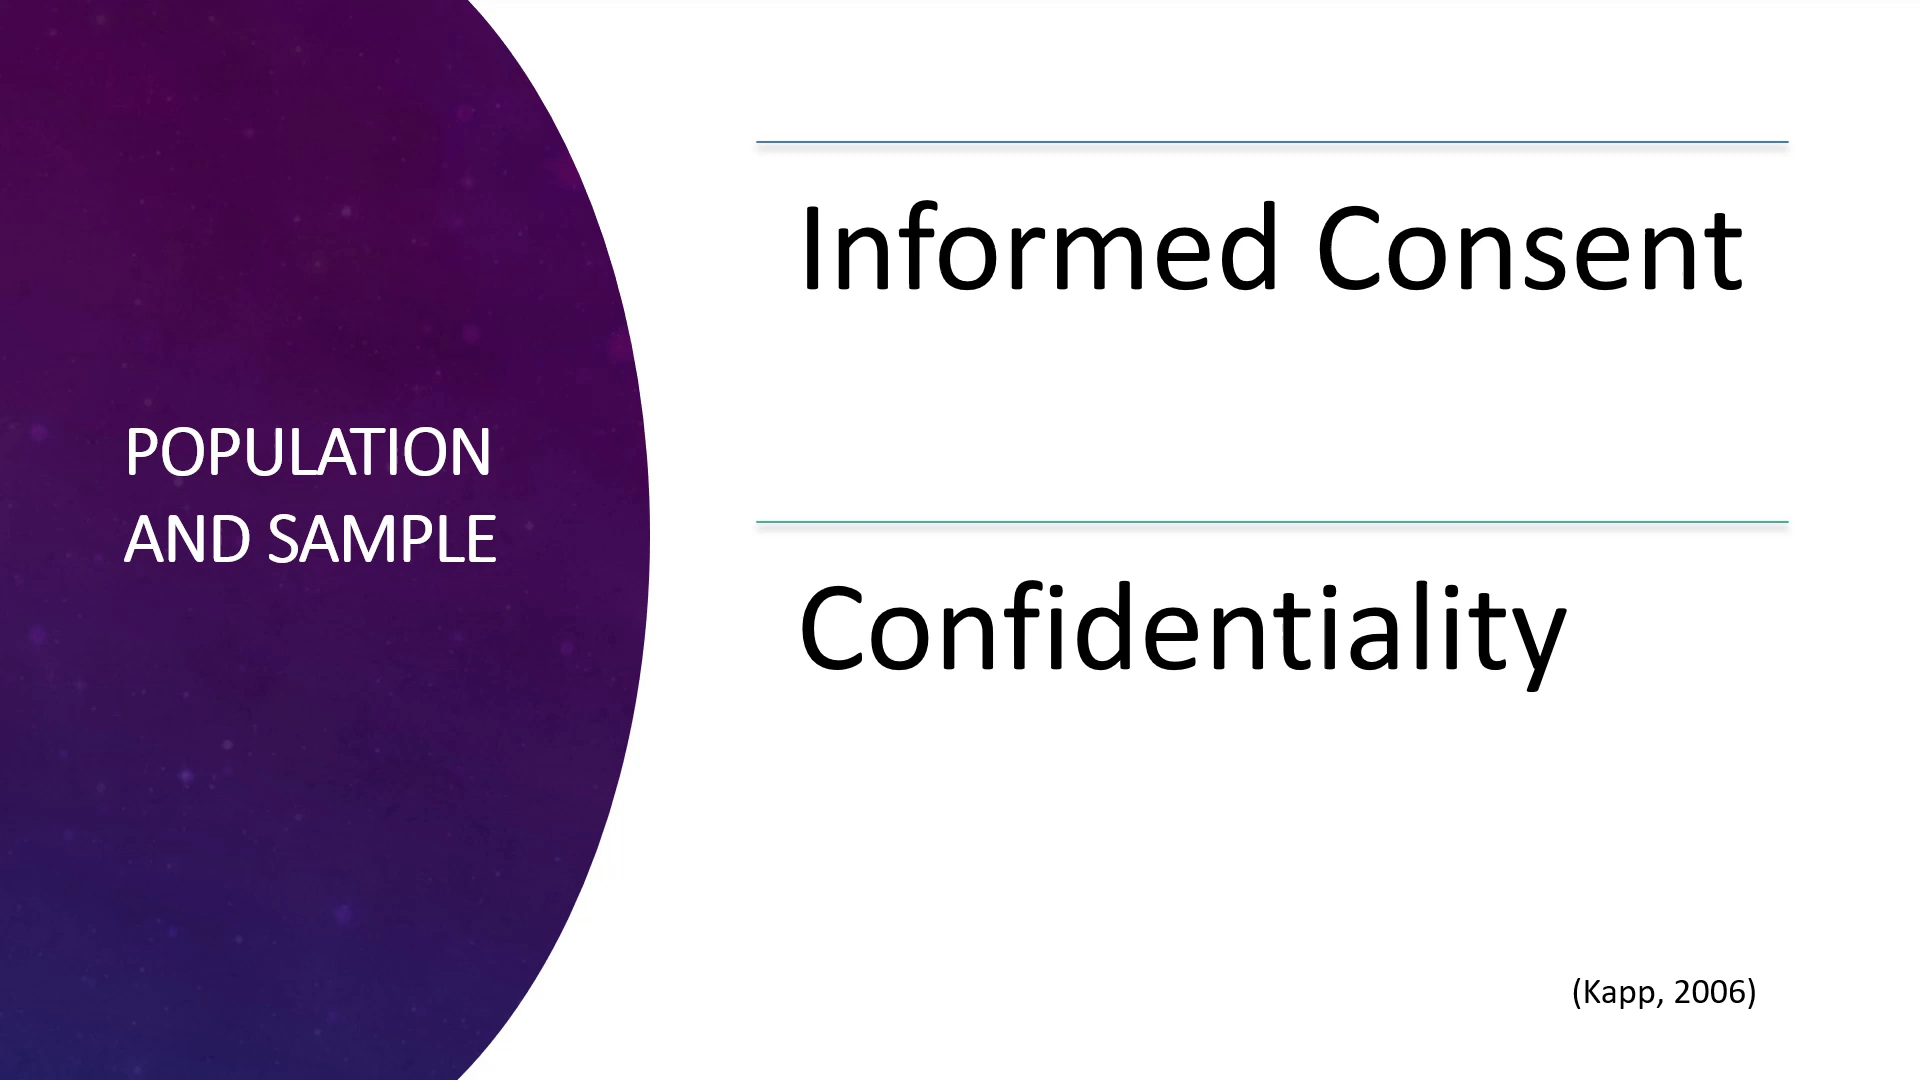 POPULATION
AND SAMPLE
Informed Consent
Confidentiality
(Kapp, 2006)